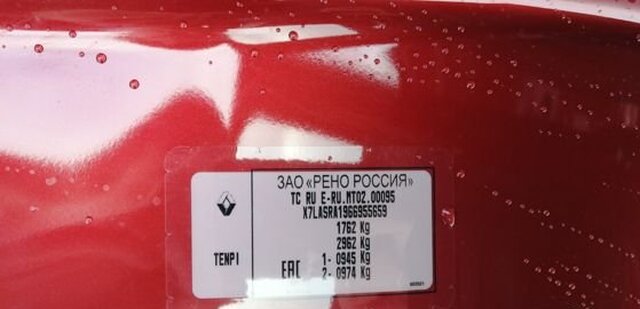 ЗАО «РЕНО РОССИЯ»
TC RU E-RU.MT02.00095
X7LASRA1966955659
1762 Kg
2962 Kg
1- 0945 Kg
2- 0974 Kg
TENPI
EAC